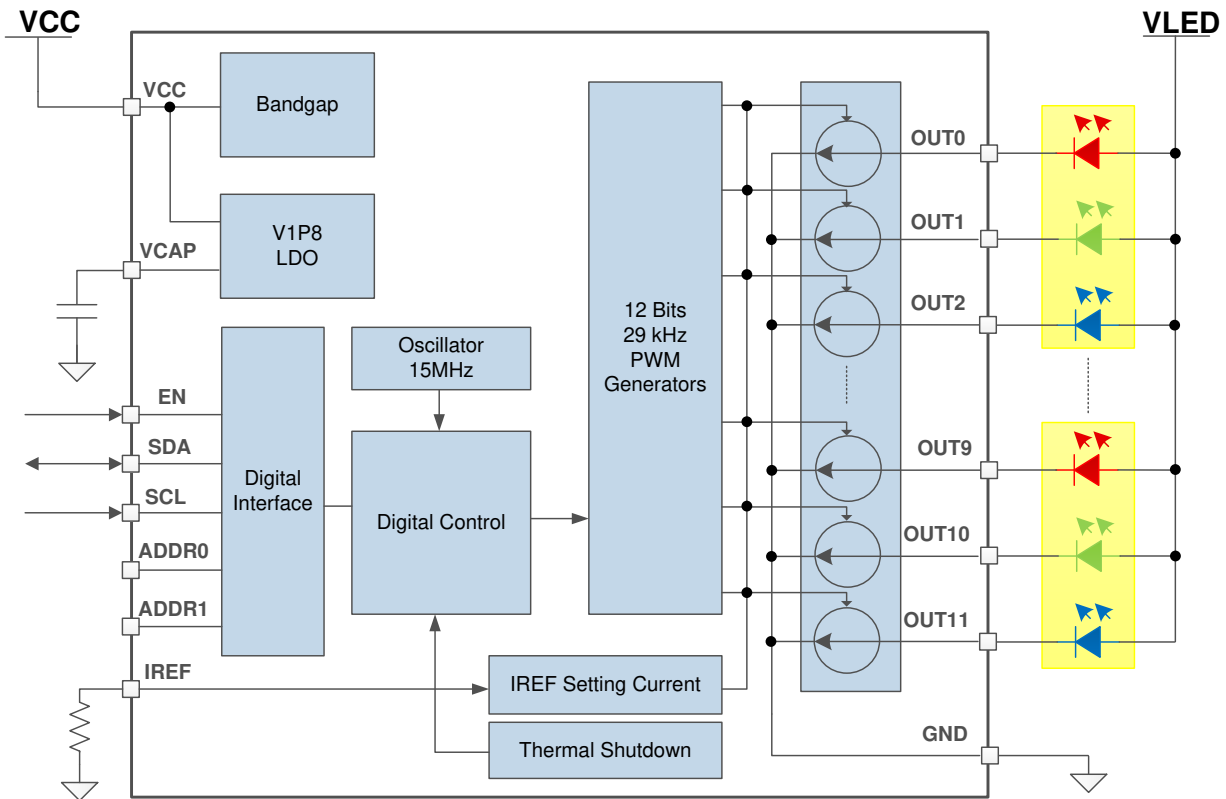 VCC
VLED
VCC
Bandgap
OUT0
V1P8
LDO
OUT1
VCAP
12 Bits
29 kHz
PWM
Generators
OUT2
Oscillator
15MHz
EN
SDA
SCL
ADDR0
ADDR1
Digital
Interface
Digital Control
OUT9
OUT10
OUT11
IREF
IREF Setting Current
Thermal Shutdown
GND